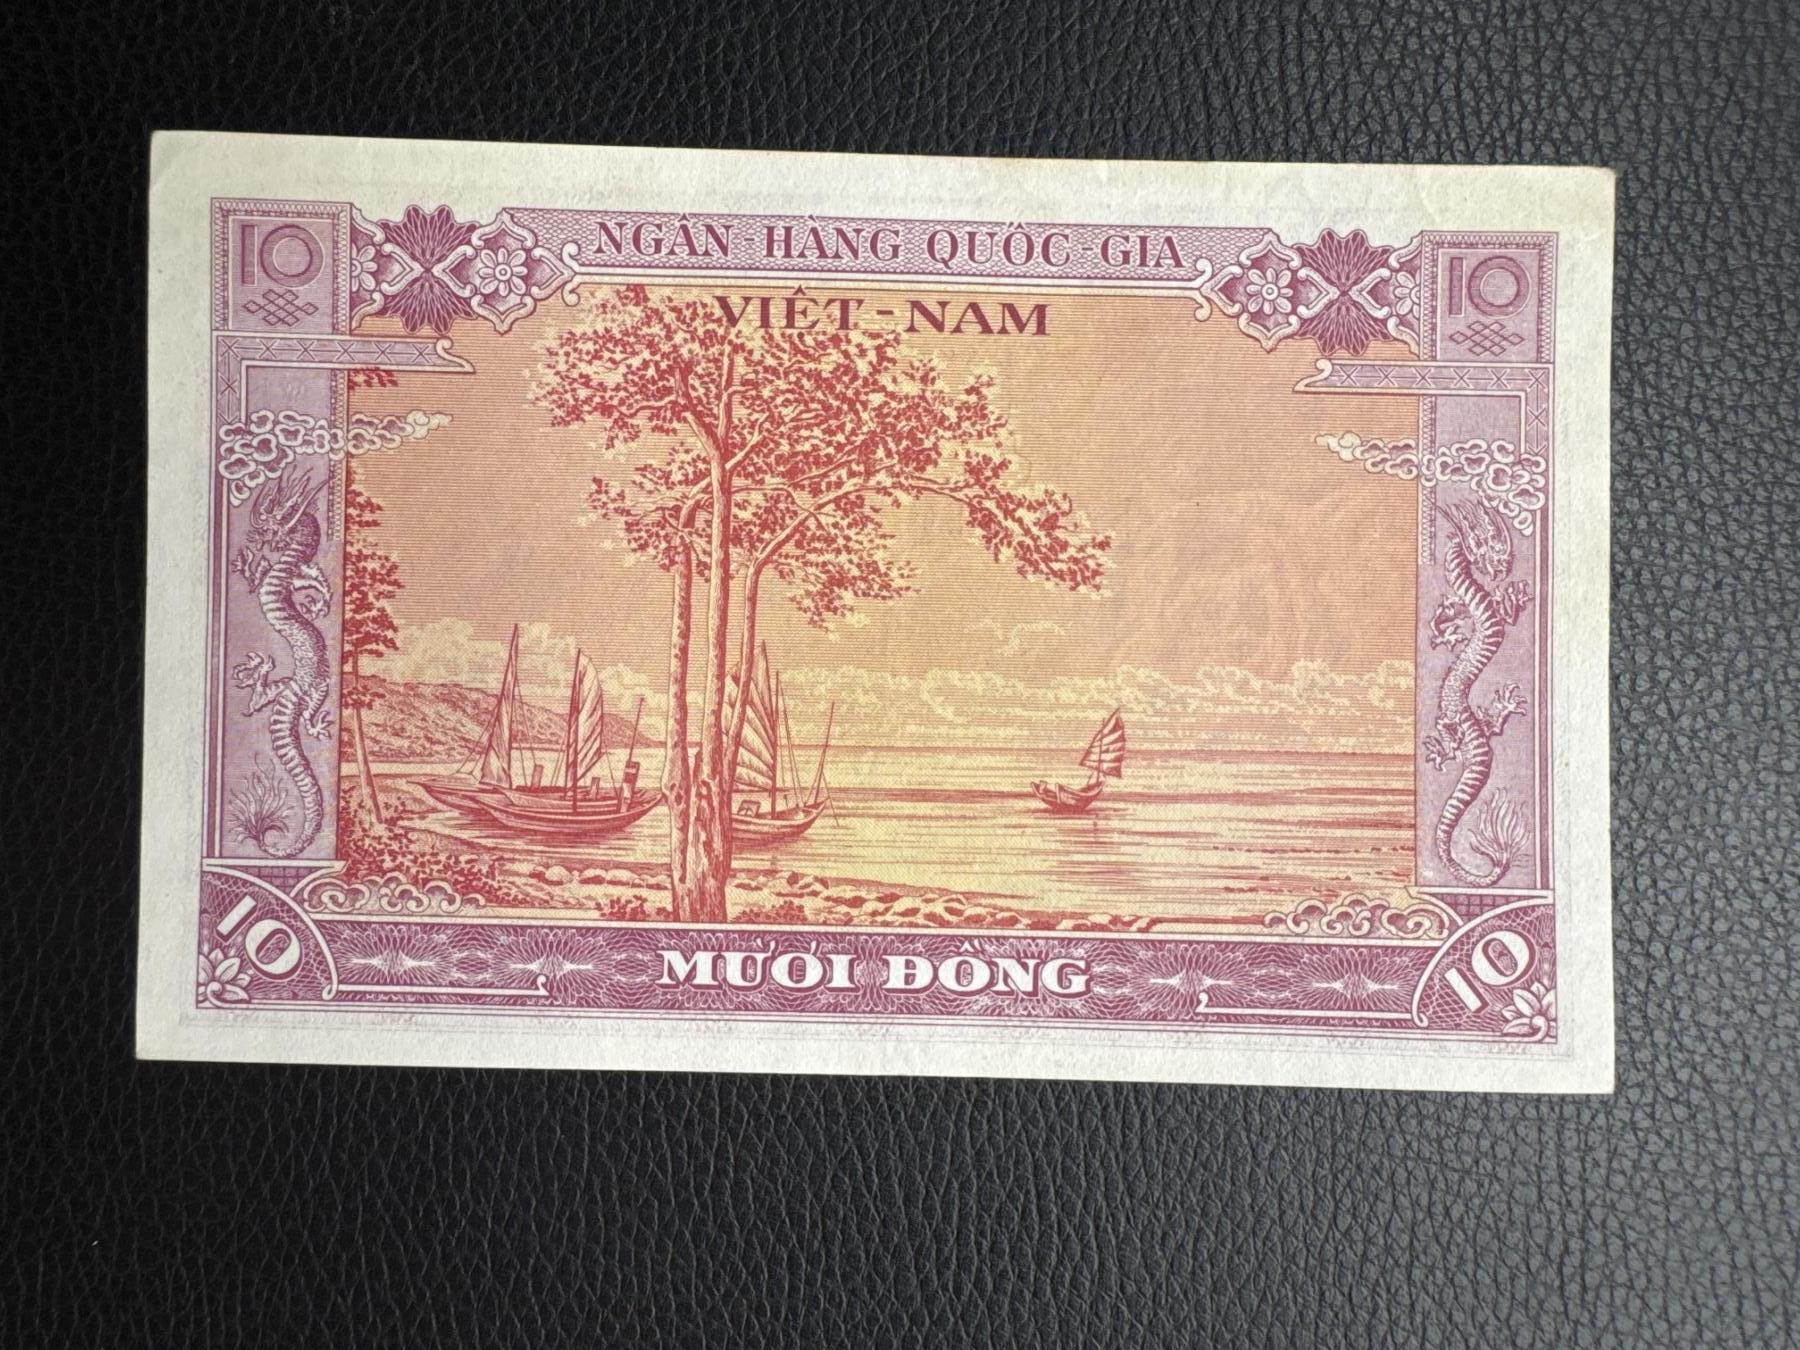 10 NGÂN-HÀNG QUỐC-GIA 10
VIỆT-NAM
10 MƯỜI ĐỒNG 10